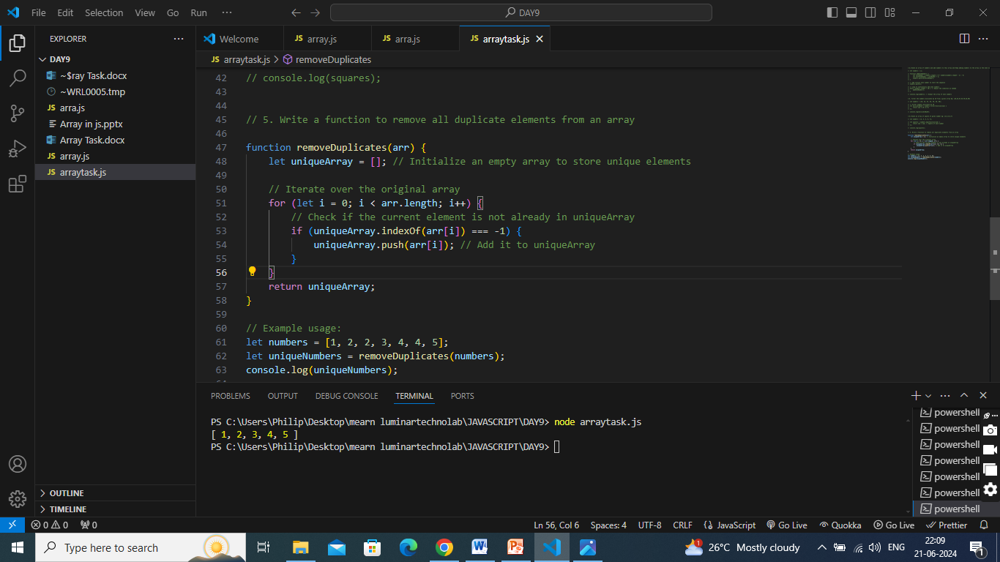 File Edit Selection View Go Run ··· DAY9
EXPLORER ···
DAY9
~$ray Task.docx
~WRL0005.tmp
JS arra.js
Array in js.pptx
Array Task.docx
JS array.js
JS arraytask.js
OUTLINE
TIMELINE
Welcome JS array.js JS arra.js JS arraytask.js
JS arraytask.js > removeDuplicates
42 // console.log(squares);
43
44
45 // 5. Write a function to remove all duplicate elements from an array
46
47 function removeDuplicates(arr) {
48 let uniqueArray = []; // Initialize an empty array to store unique elements
49
50 // Iterate over the original array
51 for (let i = 0; i < arr.length; i++) {
52 // Check if the current element is not already in uniqueArray
53 if (uniqueArray.indexOf(arr[i]) === -1) {
54 uniqueArray.push(arr[i]); // Add it to uniqueArray
55 }
56 }
57 return uniqueArray;
58 }
59
60 // Example usage:
61 let numbers = [1, 2, 2, 3, 4, 4, 5];
62 let uniqueNumbers = removeDuplicates(numbers);
63 console.log(uniqueNumbers);
PROBLEMS OUTPUT DEBUG CONSOLE TERMINAL PORTS
PS C:\Users\Philip\Desktop\mearn luminartechnolab\JAVASCRIPT\DAY9> node arraytask.js
[ 1, 2, 3, 4, 5 ]
PS C:\Users\Philip\Desktop\mearn luminartechnolab\JAVASCRIPT\DAY9>
powershell
powershell
powershell
powershell
powershell
powershell
powershell
0 0 0 Ln 56, Col 6 Spaces: 4 UTF-8 CRLF JavaScript Go Live Quokka Go Live Prettier
Type here to search 26°C Mostly cloudy ENG 22:09
21-06-2024 1